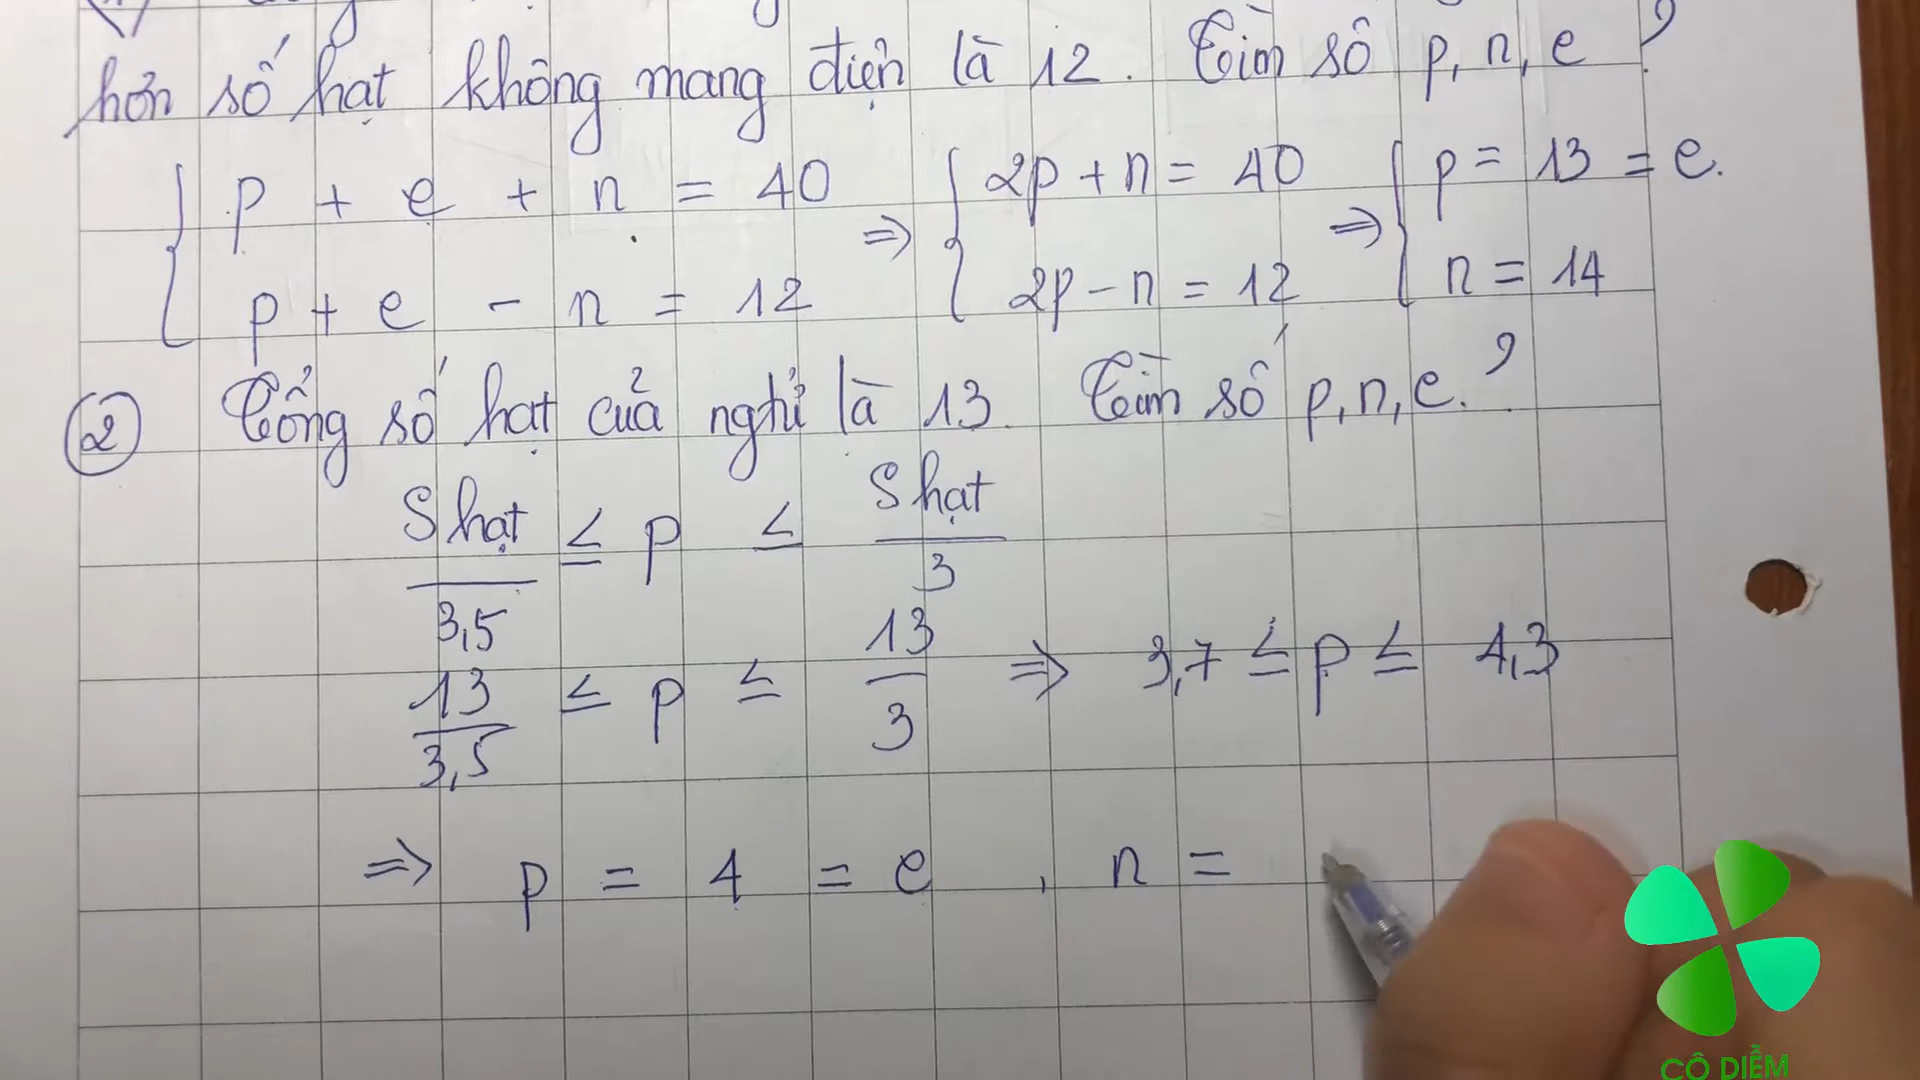 hơn số hạt không mang điện là 12. Tìm số p, n, e ?
p + e + n = 40 ⇒ 2p + n = 40 ⇒ p = 13 = e.
p + e - n = 12 2p - n = 12 n = 14
② Tổng số hạt của ngtử là 13. Tìm số p, n, e.?
S hạt / 3,5 ≤ p ≤ S hạt / 3
13 / 3,5 ≤ p ≤ 13 / 3 ⇒ 3,7 ≤ p ≤ 4,3
⇒ p = 4 = e , n =
CÔ DIỄM